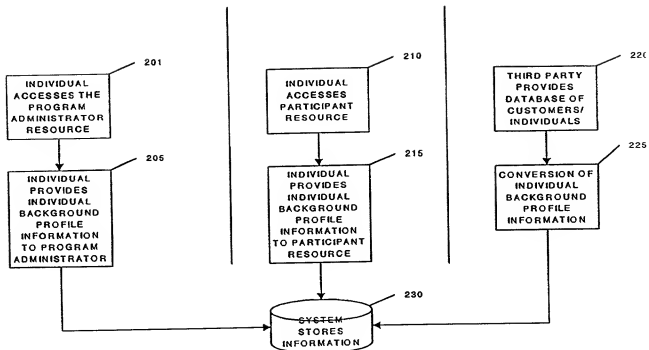 201
INDIVIDUAL
ACCESSES THE
PROGRAM
ADMINISTRATOR
RESOURCE
205
INDIVIDUAL
PROVIDES
INDIVIDUAL
BACKGROUND
PROFILE
INFORMATION
TO PROGRAM
ADMINISTRATOR
210
INDIVIDUAL
ACCESSES
PARTICIPANT
RESOURCE
215
INDIVIDUAL
PROVIDES
INDIVIDUAL
BACKGROUND
PROFILE
INFORMATION
TO PARTICIPANT
RESOURCE
220
THIRD PARTY
PROVIDES
DATABASE OF
CUSTOMERS/
INDIVIDUALS
225
CONVERSION OF
INDIVIDUAL
BACKGROUND
PROFILE
INFORMATION
230
SYSTEM
STORES
INFORMATION